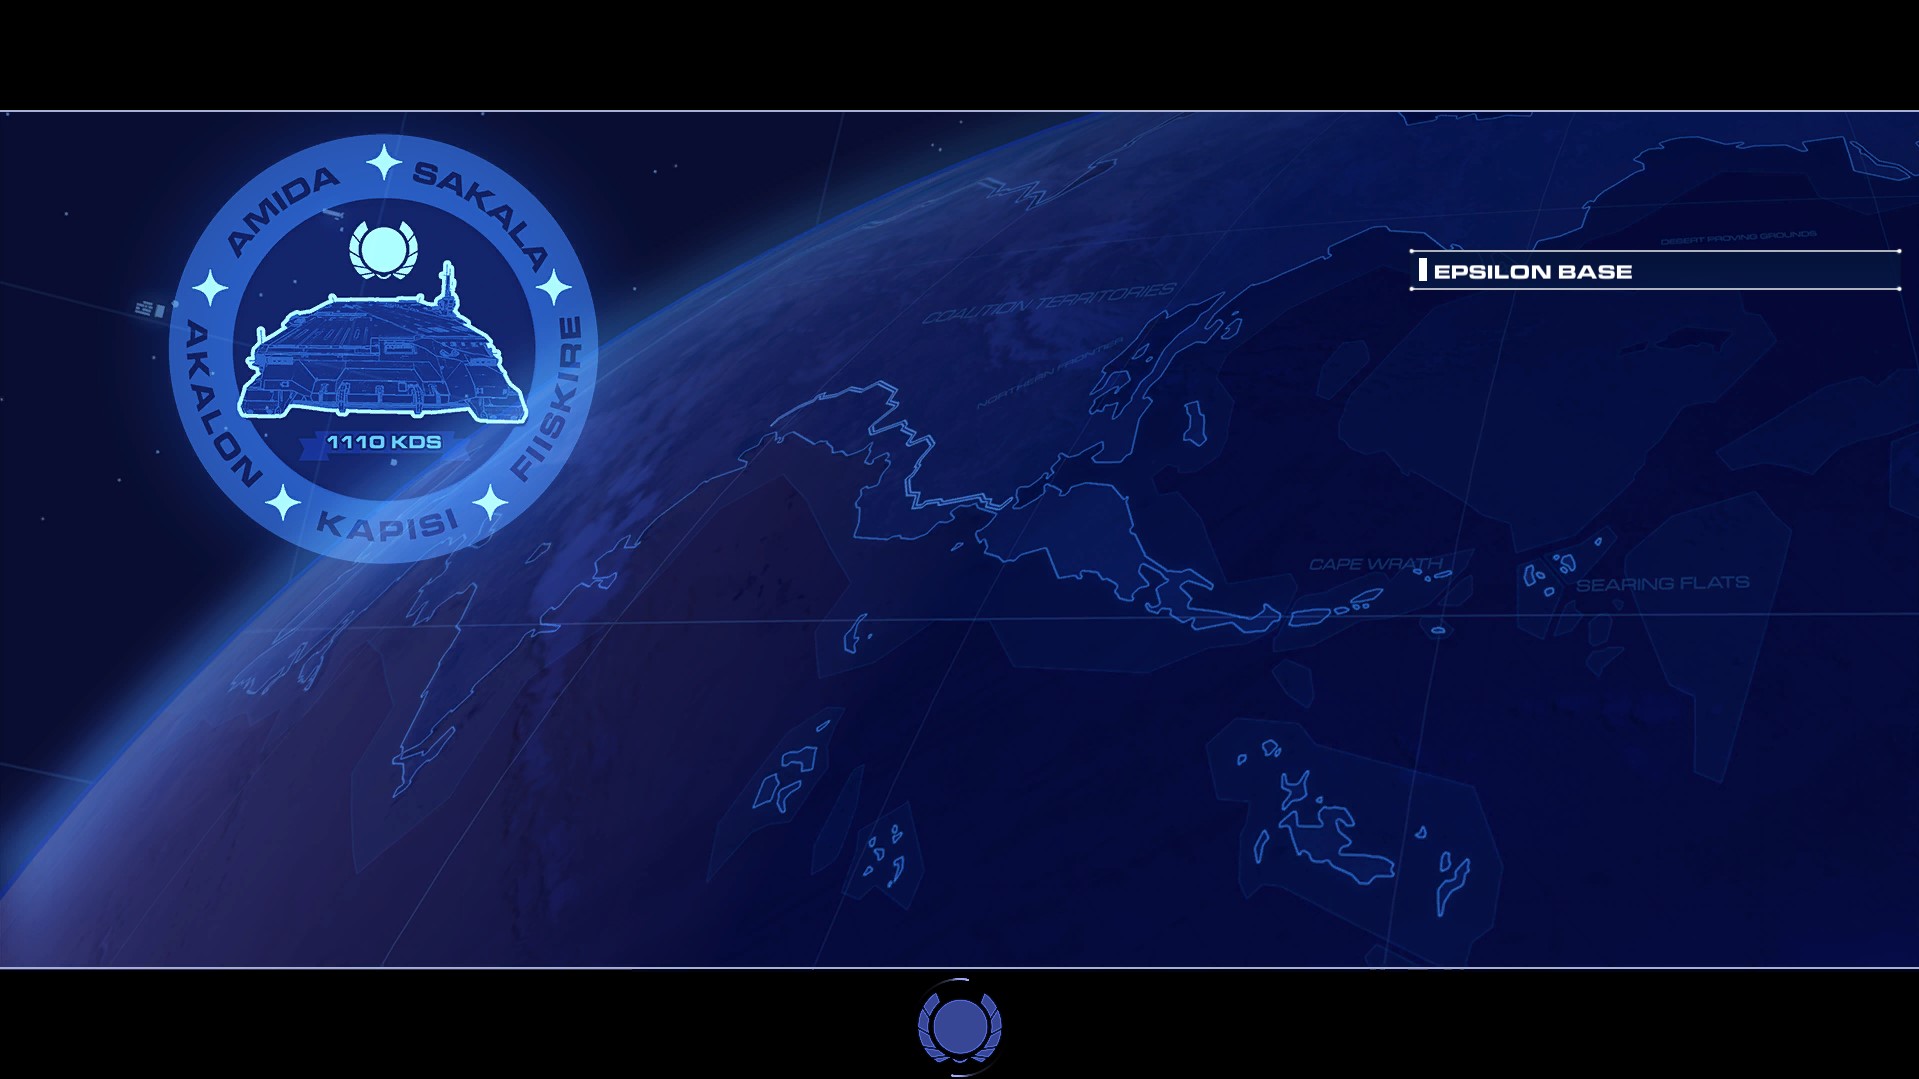 AMIDA
SAKALA
AKALON
FIISKIRE
KAPISI
1110 KDS
EPSILON BASE
DESERT PROVING GROUNDS
COALITION TERRITORIES
NORTHERN FRONTIER
CAPE WRATH
SEARING FLATS